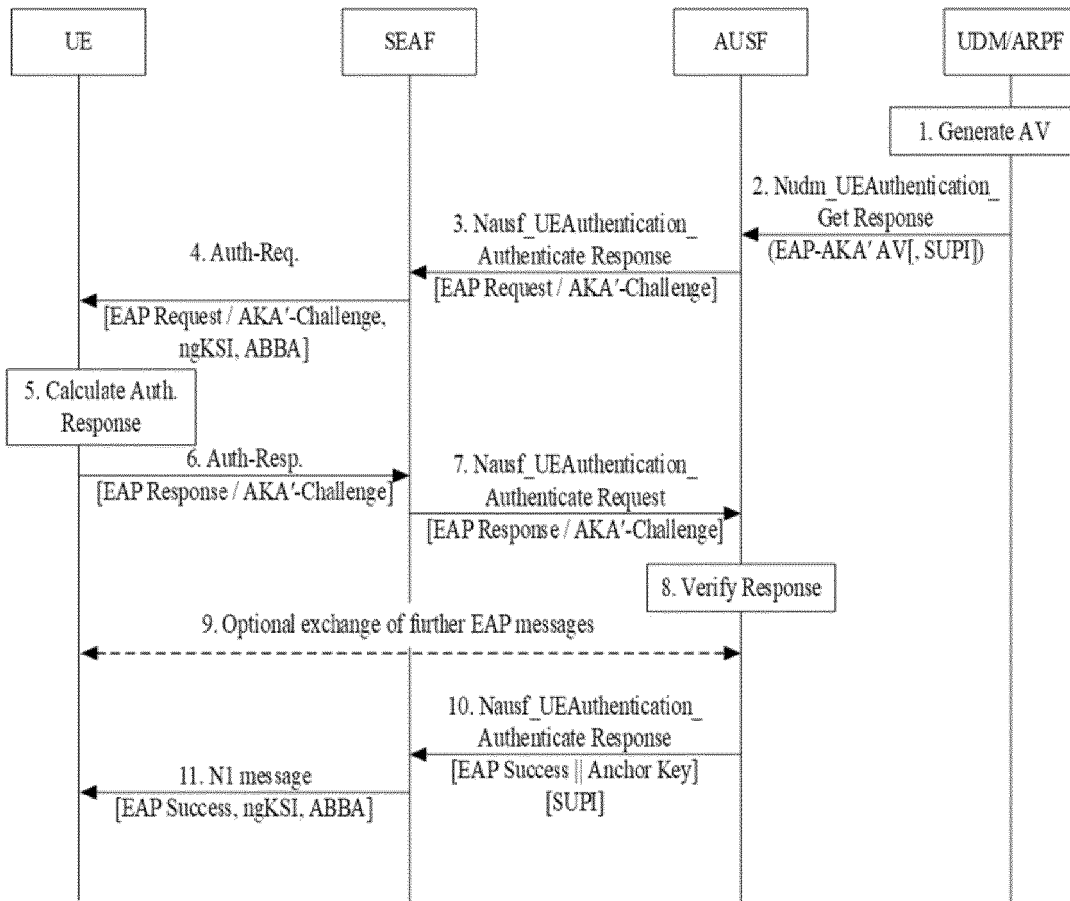 UE
SEAF
AUSF
UDM/ARPF
1. Generate AV
2. Nudm_UEAuthentication_
Get Response
(EAP-AKA′ AV[, SUPI])
3. Nausf_UEAuthentication_
Authenticate Response
[EAP Request / AKA′-Challenge]
4. Auth-Req.
[EAP Request / AKA′-Challenge,
ngKSI, ABBA]
5. Calculate Auth.
Response
6. Auth-Resp.
[EAP Response / AKA′-Challenge]
7. Nausf_UEAuthentication_
Authenticate Request
[EAP Response / AKA′-Challenge]
8. Verify Response
9. Optional exchange of further EAP messages
10. Nausf_UEAuthentication_
Authenticate Response
[EAP Success || Anchor Key]
[SUPI]
11. N1 message
[EAP Success, ngKSI, ABBA]